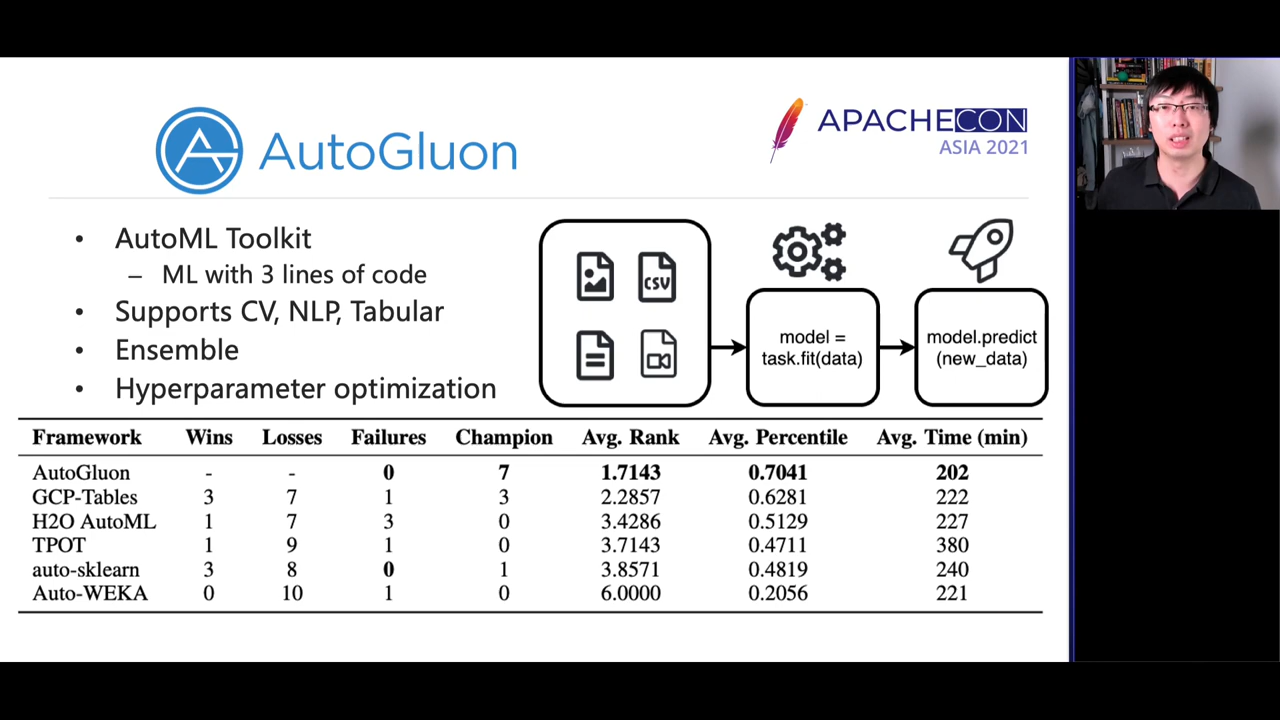 AutoGluon
APACHECON
ASIA 2021
• AutoML Toolkit
– ML with 3 lines of code
• Supports CV, NLP, Tabular
• Ensemble
• Hyperparameter optimization
CSV
model =
task.fit(data)
model.predict
(new_data)
Framework Wins Losses Failures Champion Avg. Rank Avg. Percentile Avg. Time (min)
AutoGluon - - 0 7 1.7143 0.7041 202
GCP-Tables 3 7 1 3 2.2857 0.6281 222
H2O AutoML 1 7 3 0 3.4286 0.5129 227
TPOT 1 9 1 0 3.7143 0.4711 380
auto-sklearn 3 8 0 1 3.8571 0.4819 240
Auto-WEKA 0 10 1 0 6.0000 0.2056 221